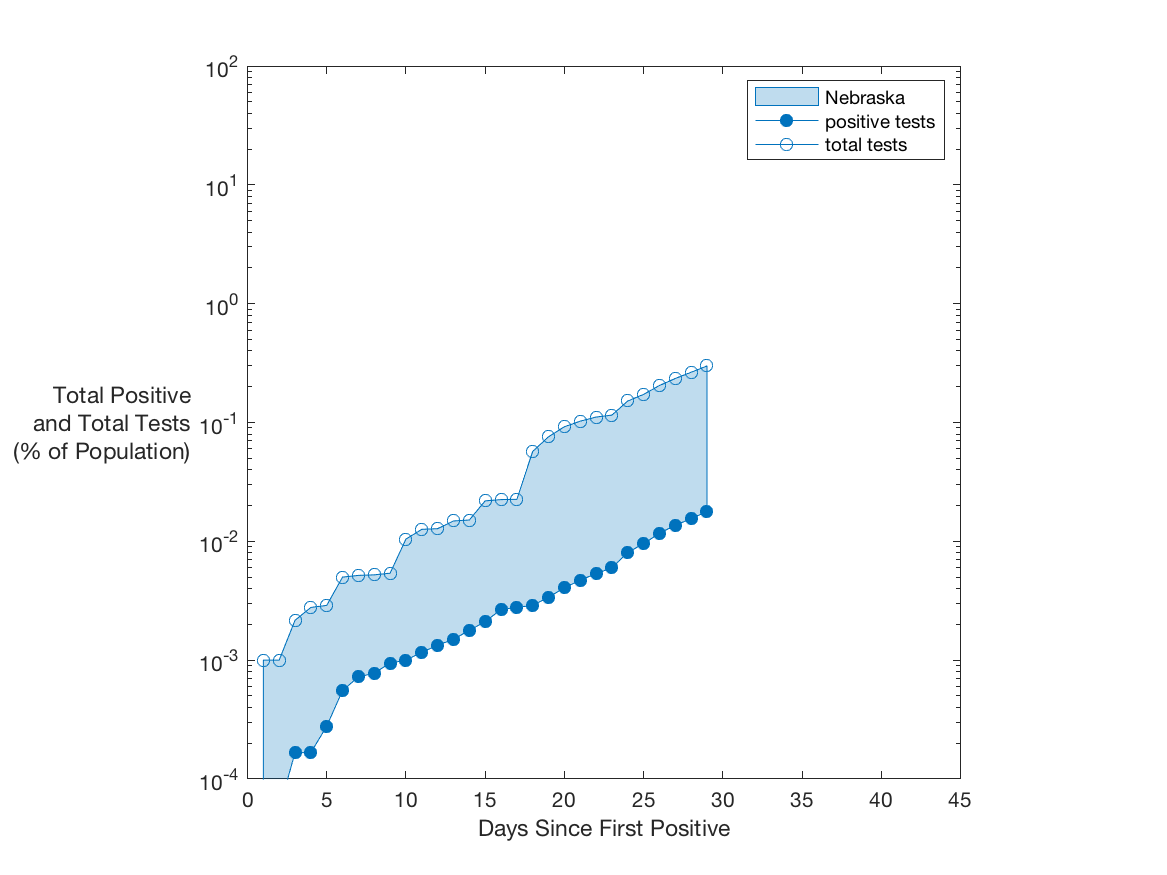 10^2
10^1
10^0
10^-1
10^-2
10^-3
10^-4
Total Positive
and Total Tests
(% of Population)
Nebraska
positive tests
total tests
0 5 10 15 20 25 30 35 40 45
Days Since First Positive